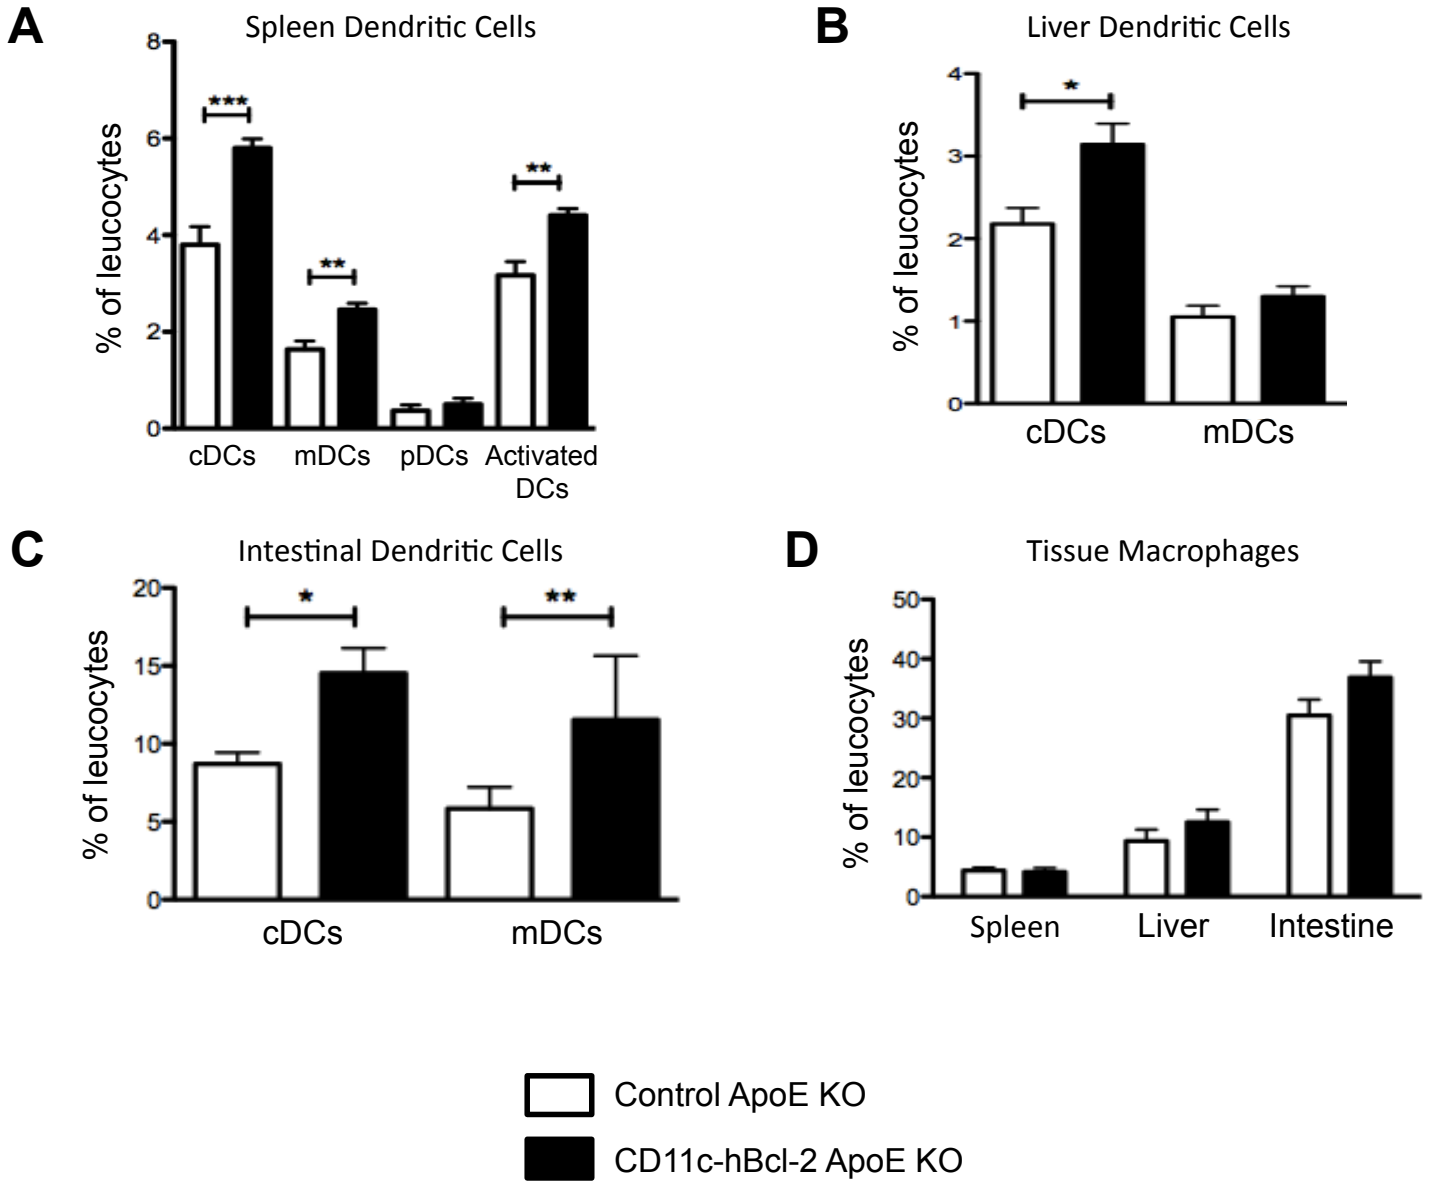 A
Spleen Dendritic Cells
% of leucocytes
8
6
4
2
0
***
**
**
cDCs
mDCs
pDCs
Activated
DCs
B
Liver Dendritic Cells
% of leucocytes
4
3
2
1
0
*
cDCs
mDCs
C
Intestinal Dendritic Cells
% of leucocytes
20
15
10
5
0
*
**
cDCs
mDCs
D
Tissue Macrophages
% of leucocytes
50
40
30
20
10
0
Spleen
Liver
Intestine
Control ApoE KO
CD11c-hBcl-2 ApoE KO